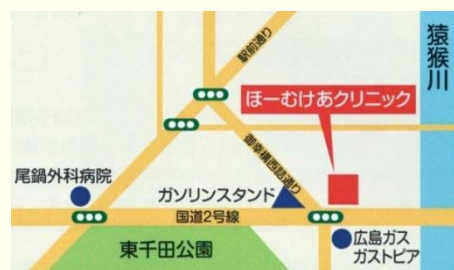 駅前通り
猿猴川
ほーむけあクリニック
御幸橋西詰通り
尾鍋外科病院
ガソリンスタンド
国道2号線
広島ガス
ガストピア
東千田公園